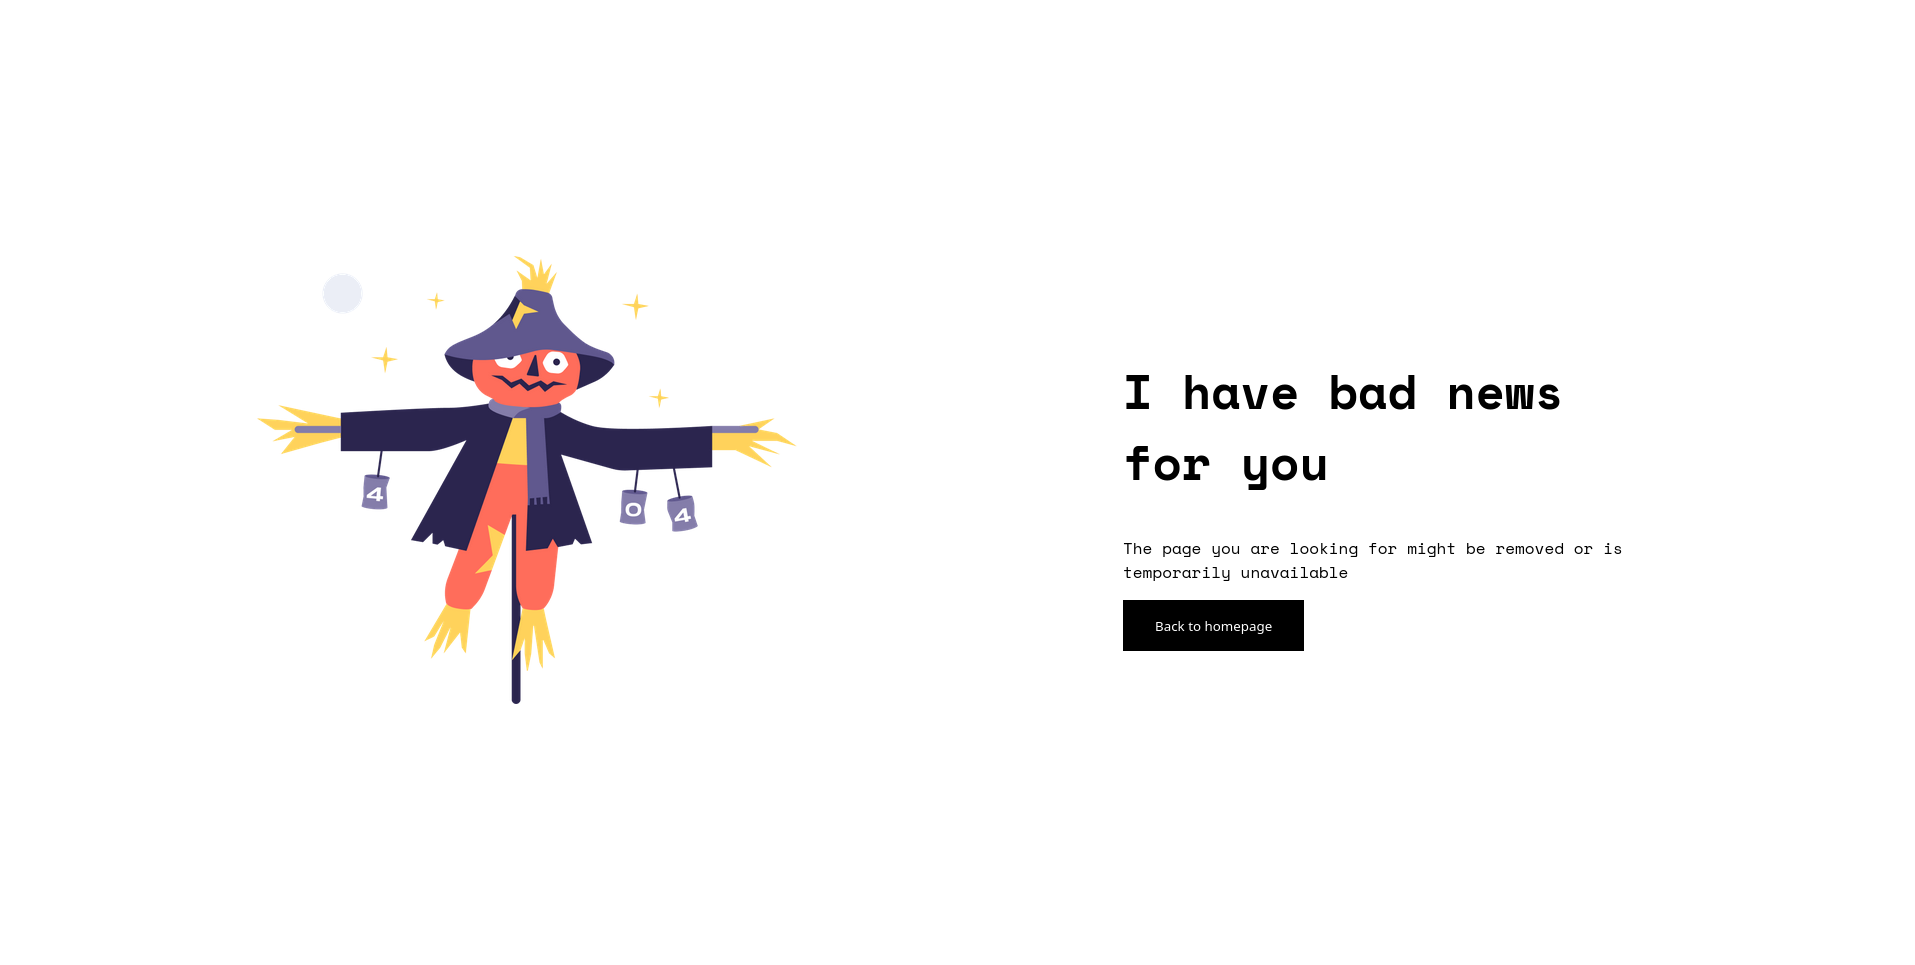 4
0
4
I have bad news
for you
The page you are looking for might be removed or is
temporarily unavailable
Back to homepage